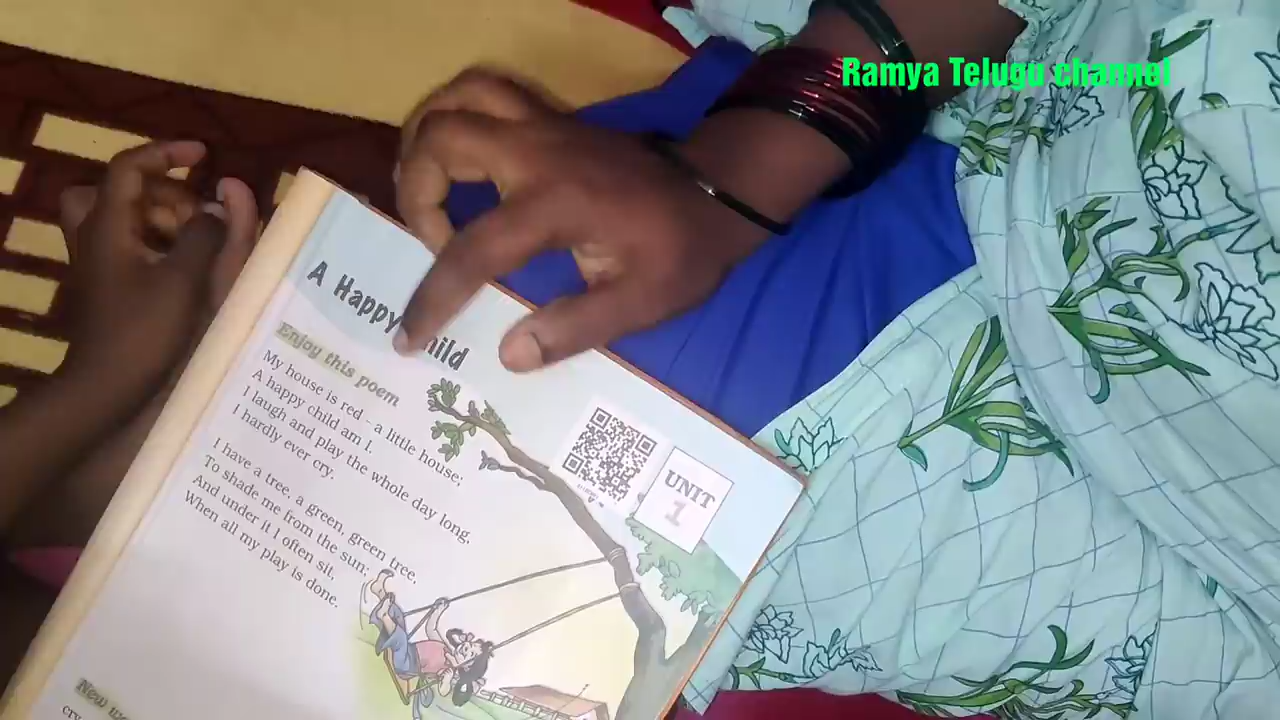 Ramya Telugu channel
A Happy Child
Enjoy this poem
My house is red - a little house;
A happy child am I.
I laugh and play the whole day long,
I hardly ever cry.
I have a tree, a green, green tree,
To shade me from the sun;
And under it I often sit,
When all my play is done.
UNIT
1
New
cry